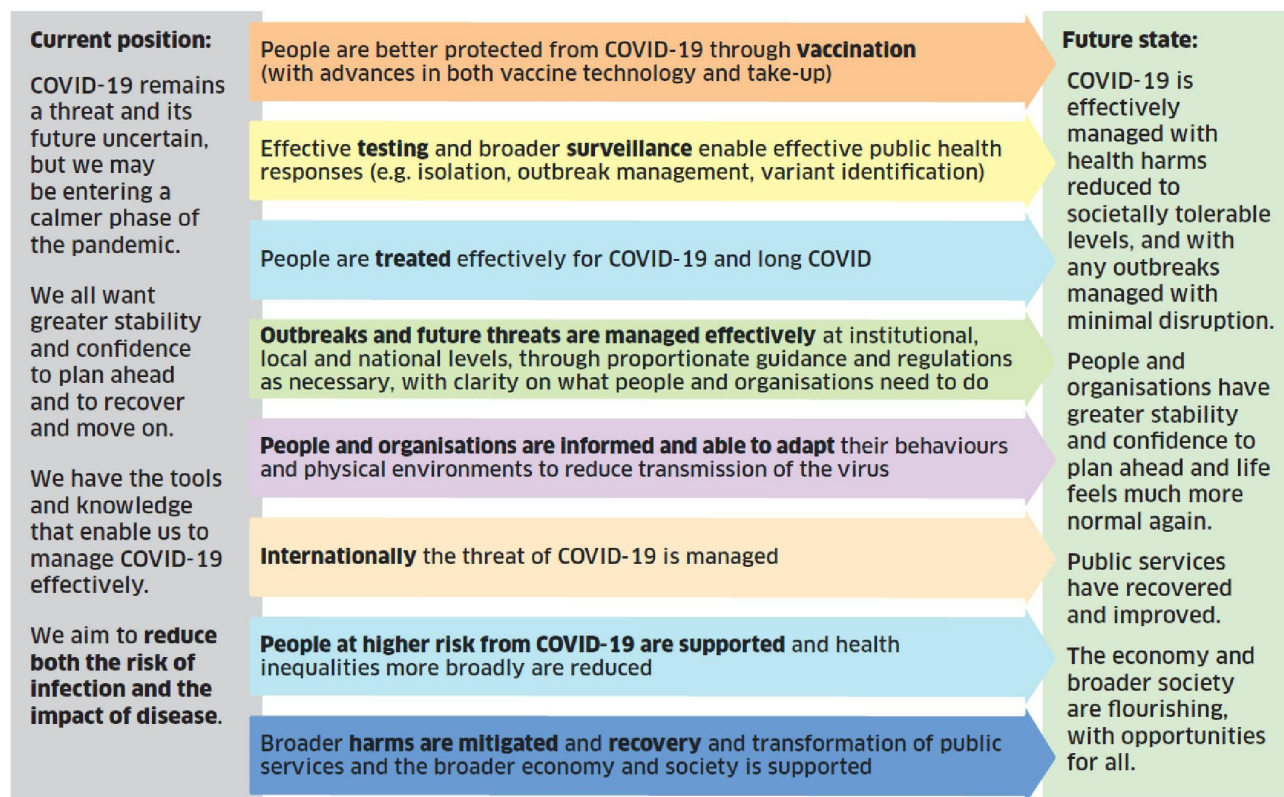 Current position:
COVID-19 remains
a threat and its
future uncertain,
but we may
be entering a
calmer phase of
the pandemic.
We all want
greater stability
and confidence
to plan ahead
and to recover
and move on.
We have the tools
and knowledge
that enable us to
manage COVID-19
effectively.
We aim to reduce
both the risk of
infection and the
impact of disease.
People are better protected from COVID-19 through vaccination
(with advances in both vaccine technology and take-up)
Effective testing and broader surveillance enable effective public health
responses (e.g. isolation, outbreak management, variant identification)
People are treated effectively for COVID-19 and long COVID
Outbreaks and future threats are managed effectively at institutional,
local and national levels, through proportionate guidance and regulations
as necessary, with clarity on what people and organisations need to do
People and organisations are informed and able to adapt their behaviours
and physical environments to reduce transmission of the virus
Internationally the threat of COVID-19 is managed
People at higher risk from COVID-19 are supported and health
inequalities more broadly are reduced
Broader harms are mitigated and recovery and transformation of public
services and the broader economy and society is supported
Future state:
COVID-19 is
effectively
managed with
health harms
reduced to
societally tolerable
levels, and with
any outbreaks
managed with
minimal disruption.
People and
organisations have
greater stability
and confidence to
plan ahead and life
feels much more
normal again.
Public services
have recovered
and improved.
The economy and
broader society
are flourishing,
with opportunities
for all.